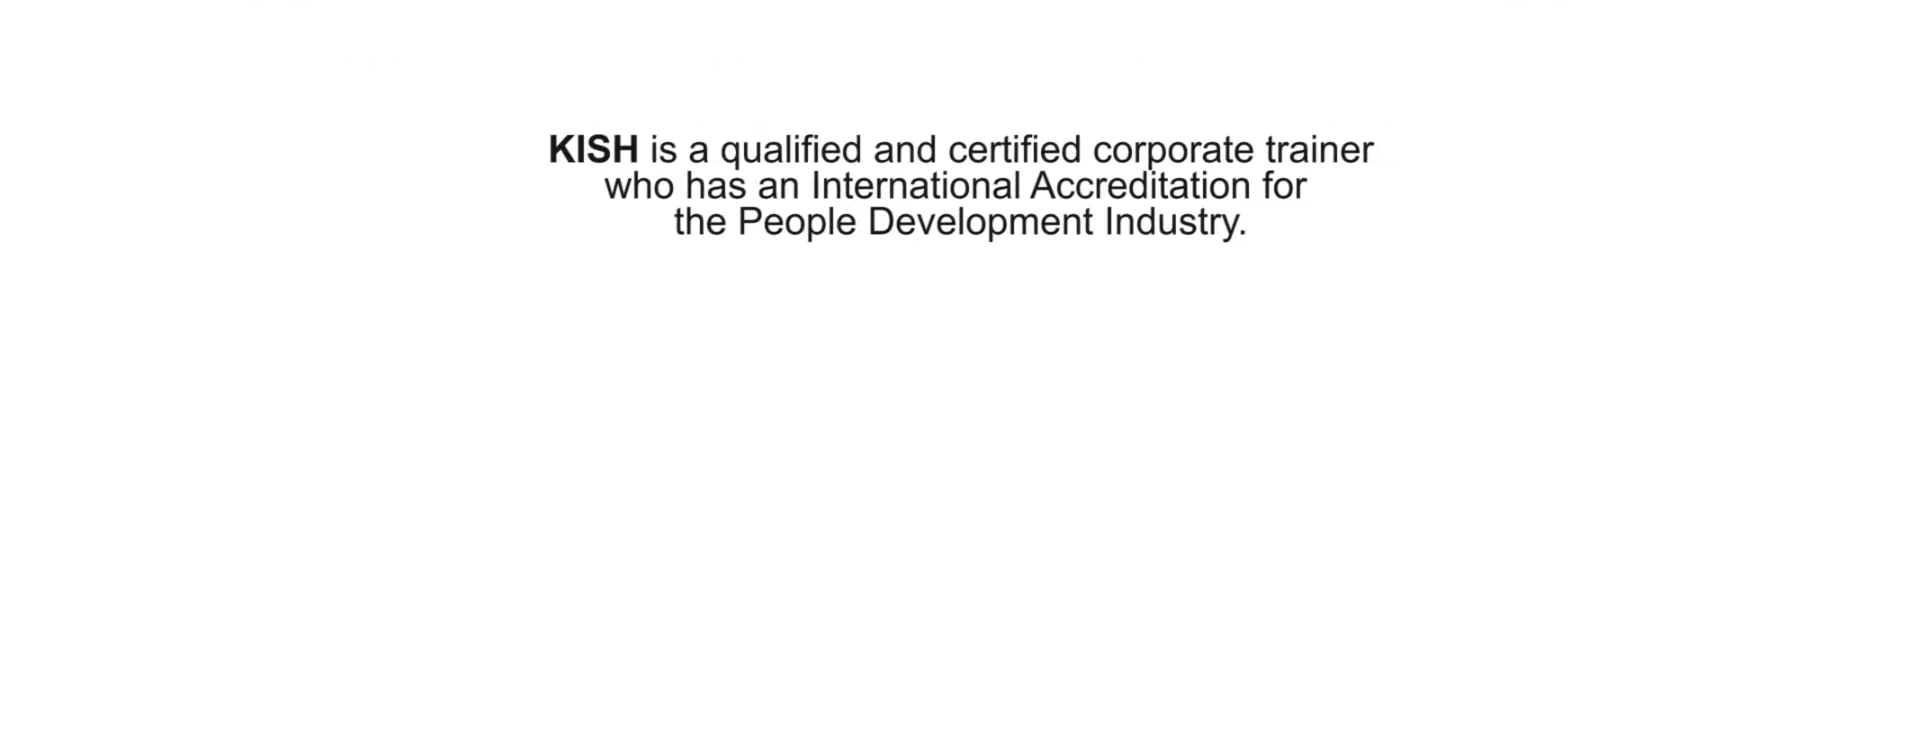 KISH is a qualified and certified corporate trainer
who has an International Accreditation for
the People Development Industry.